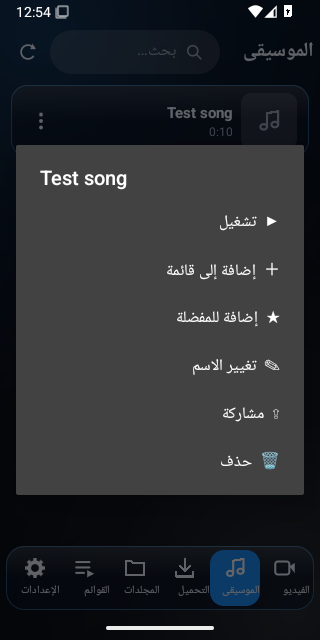 12:54
الموسيقى
بحث...
Test song
0:10
Test song
تشغيل
إضافة إلى قائمة
إضافة للمفضلة
تغيير الاسم
مشاركة
حذف
الفيديو
الموسيقى
التحميل
المجلدات
القوائم
الإعدادات